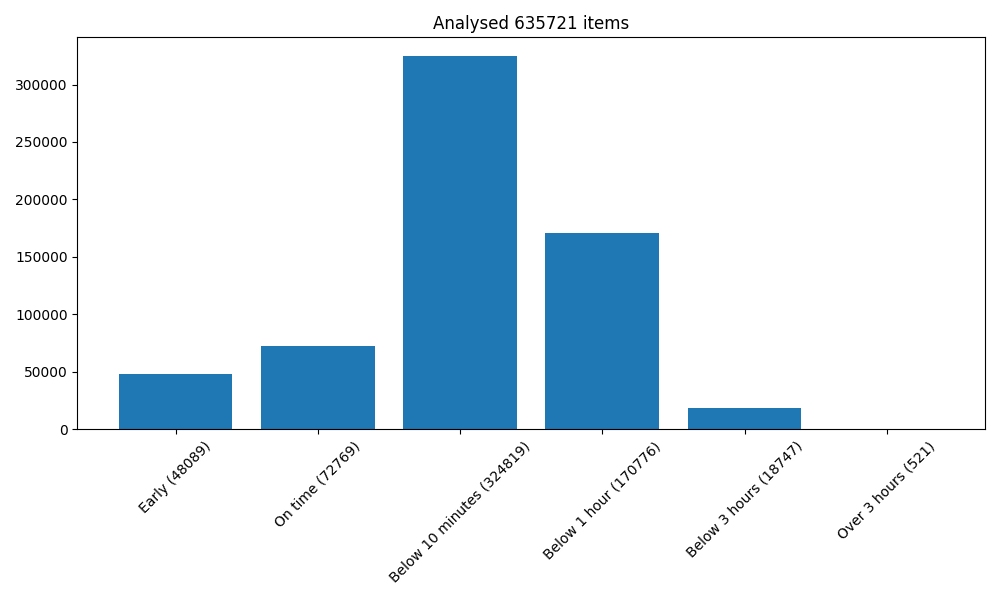 Analysed 635721 items
300000
250000
200000
150000
100000
50000
0
Early (48089)
On time (72769)
Below 10 minutes (324819)
Below 1 hour (170776)
Below 3 hours (18747)
Over 3 hours (521)